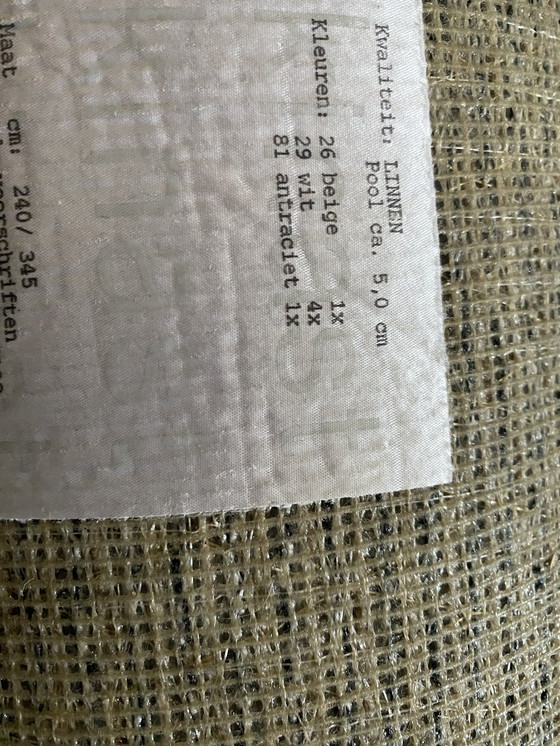 Kwaliteit: LINNEN
Pool ca. 5,0 cm
Kleuren: 26 beige 1x
29 wit 4x
81 antraciet 1x
Maat cm: 240/ 345
voorschriften